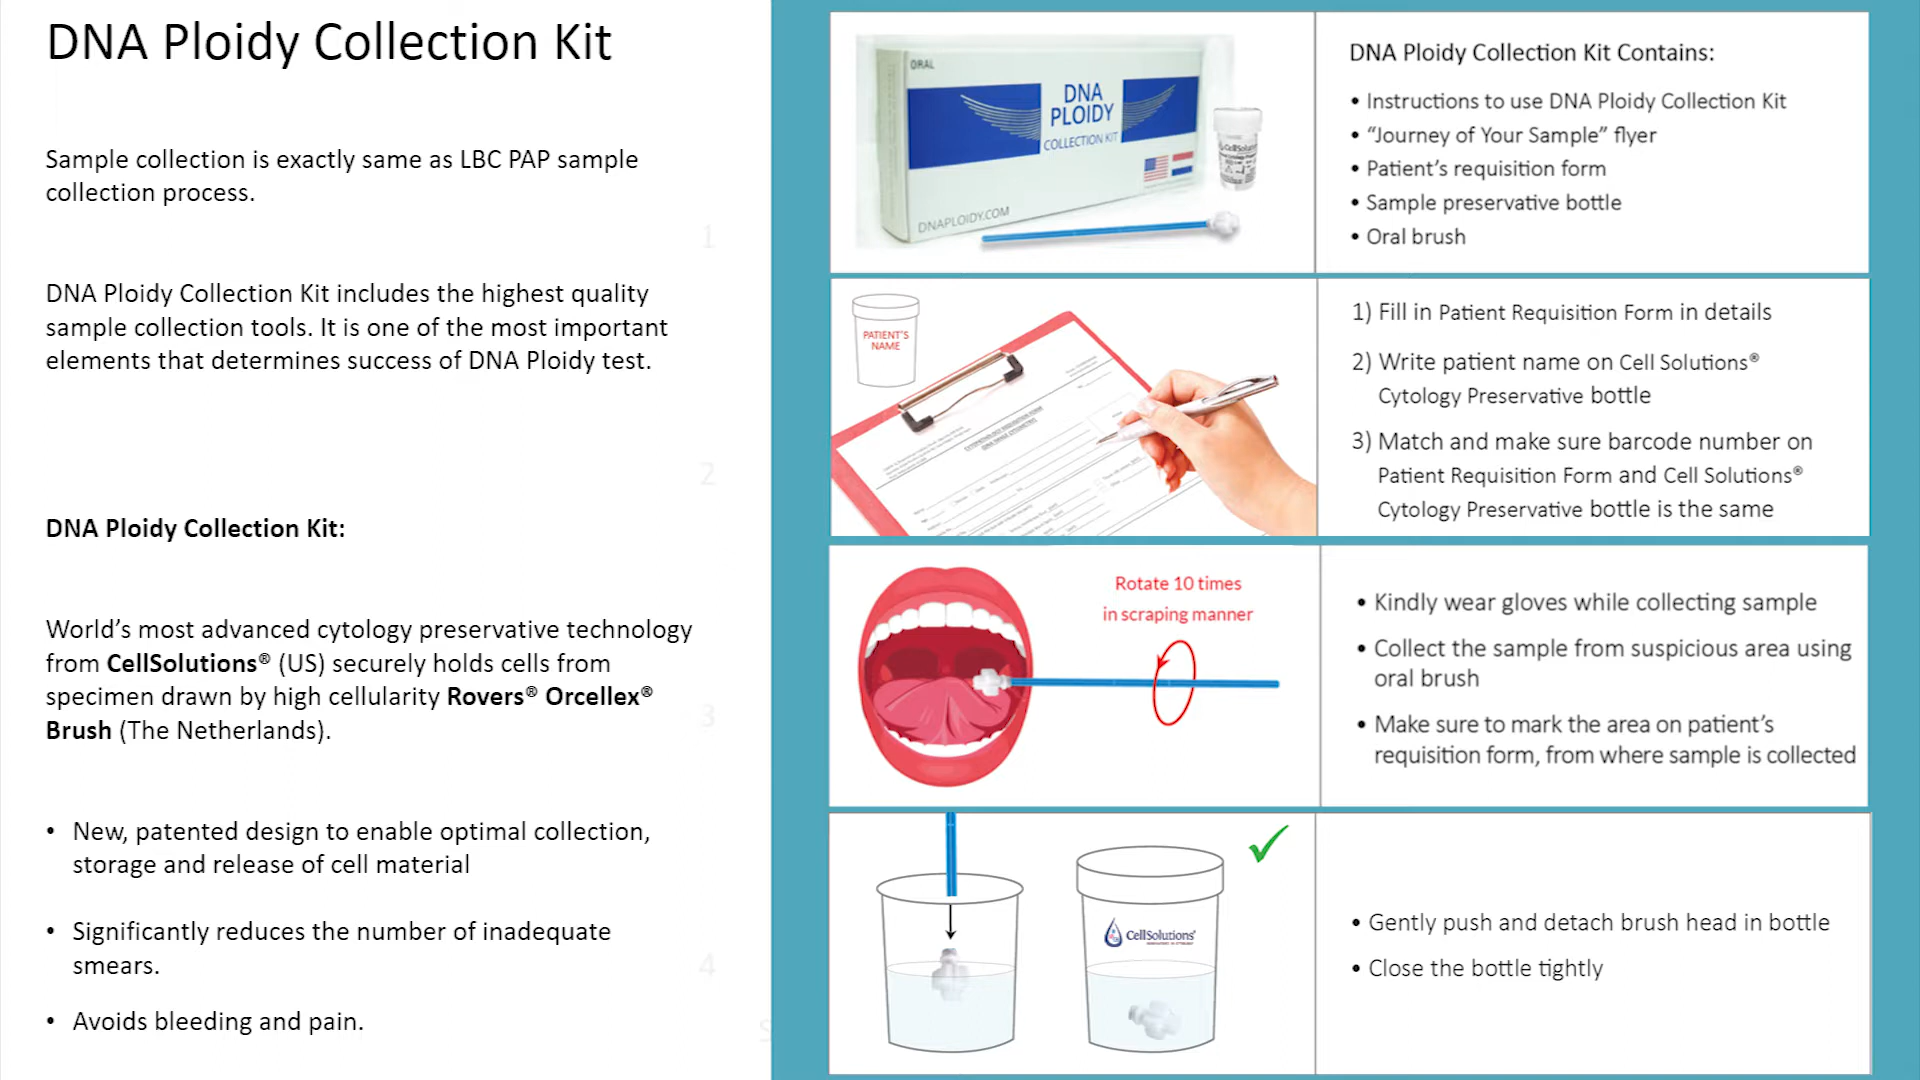 DNA Ploidy Collection Kit
Sample collection is exactly same as LBC PAP sample
collection process.
1
DNA Ploidy Collection Kit includes the highest quality
sample collection tools. It is one of the most important
elements that determines success of DNA Ploidy test.
2
DNA Ploidy Collection Kit:
World's most advanced cytology preservative technology
from CellSolutions® (US) securely holds cells from
specimen drawn by high cellularity Rovers® Orcellex®
Brush (The Netherlands).
3
• New, patented design to enable optimal collection,
storage and release of cell material
• Significantly reduces the number of inadequate
smears.
4
• Avoids bleeding and pain.
S
ORAL
DNA
PLOIDY
COLLECTION KIT
DNAPLOIDY.COM
CellSolutions
DNA Ploidy Collection Kit Contains:
• Instructions to use DNA Ploidy Collection Kit
• “Journey of Your Sample” flyer
• Patient's requisition form
• Sample preservative bottle
• Oral brush
PATIENT'S
NAME
1) Fill in Patient Requisition Form in details
2) Write patient name on Cell Solutions®
Cytology Preservative bottle
3) Match and make sure barcode number on
Patient Requisition Form and Cell Solutions®
Cytology Preservative bottle is the same
Rotate 10 times
in scraping manner
• Kindly wear gloves while collecting sample
• Collect the sample from suspicious area using
oral brush
• Make sure to mark the area on patient's
requisition form, from where sample is collected
CellSolutions®
• Gently push and detach brush head in bottle
• Close the bottle tightly